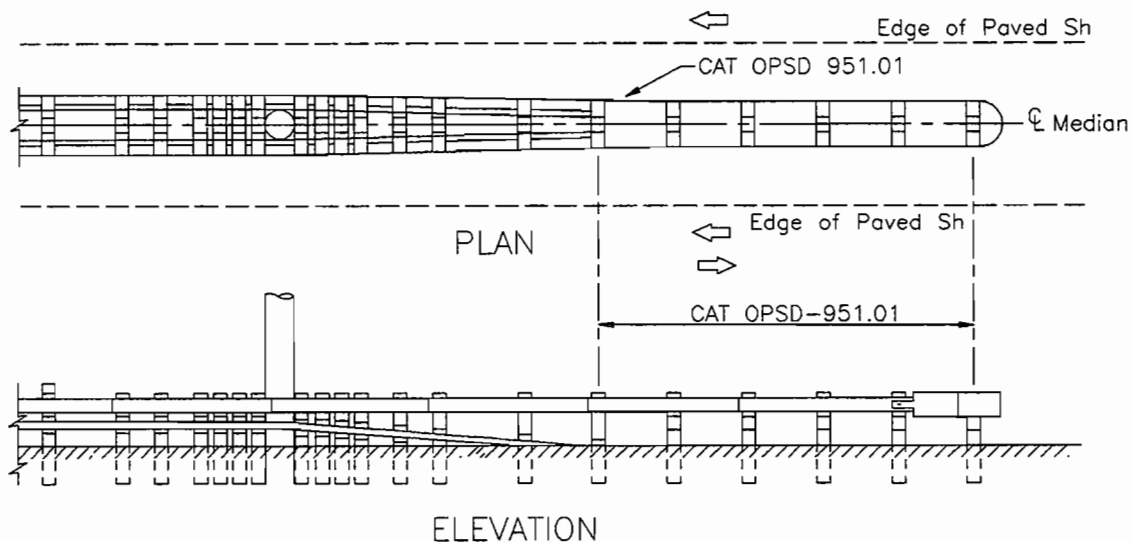 Edge of Paved Sh
CAT OPSD 951.01
℄ Median
Edge of Paved Sh
PLAN
CAT OPSD-951.01
ELEVATION